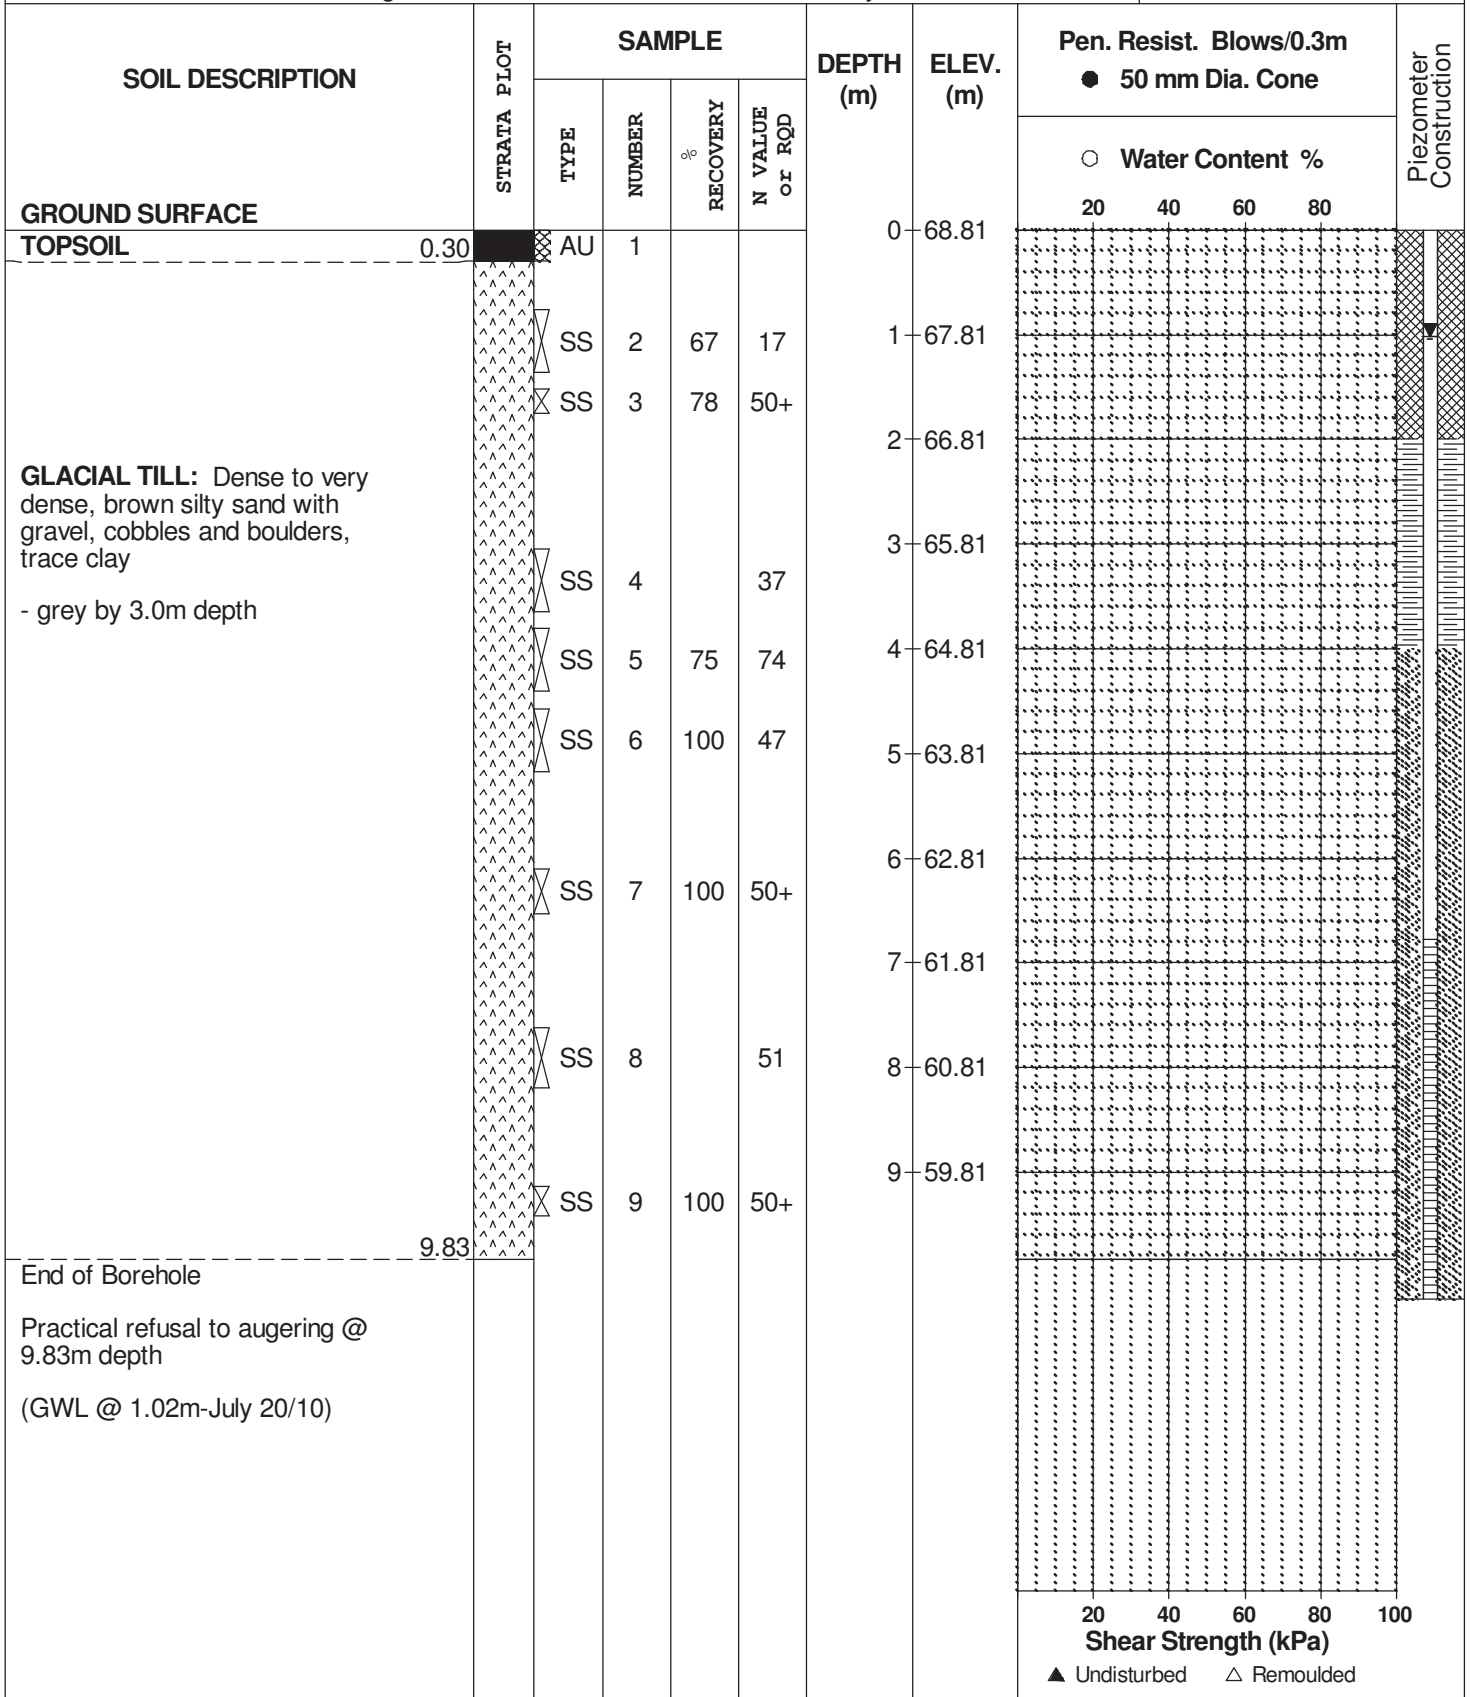 SOIL DESCRIPTION
GROUND SURFACE
STRATA PLOT
SAMPLE
TYPE
NUMBER
% RECOVERY
N VALUE or RQD
DEPTH (m)
ELEV. (m)
Pen. Resist. Blows/0.3m
● 50 mm Dia. Cone
○ Water Content %
20 40 60 80
Piezometer Construction
TOPSOIL 0.30
AU 1
0 68.81
SS 2 67 17
1 67.81
SS 3 78 50+
2 66.81
GLACIAL TILL: Dense to very
dense, brown silty sand with
gravel, cobbles and boulders,
trace clay
- grey by 3.0m depth
3 65.81
SS 4 37
4 64.81
SS 5 75 74
SS 6 100 47
5 63.81
6 62.81
SS 7 100 50+
7 61.81
SS 8 51
8 60.81
9 59.81
SS 9 100 50+
9.83
End of Borehole
Practical refusal to augering @
9.83m depth
(GWL @ 1.02m-July 20/10)
20 40 60 80 100
Shear Strength (kPa)
▲ Undisturbed △ Remoulded